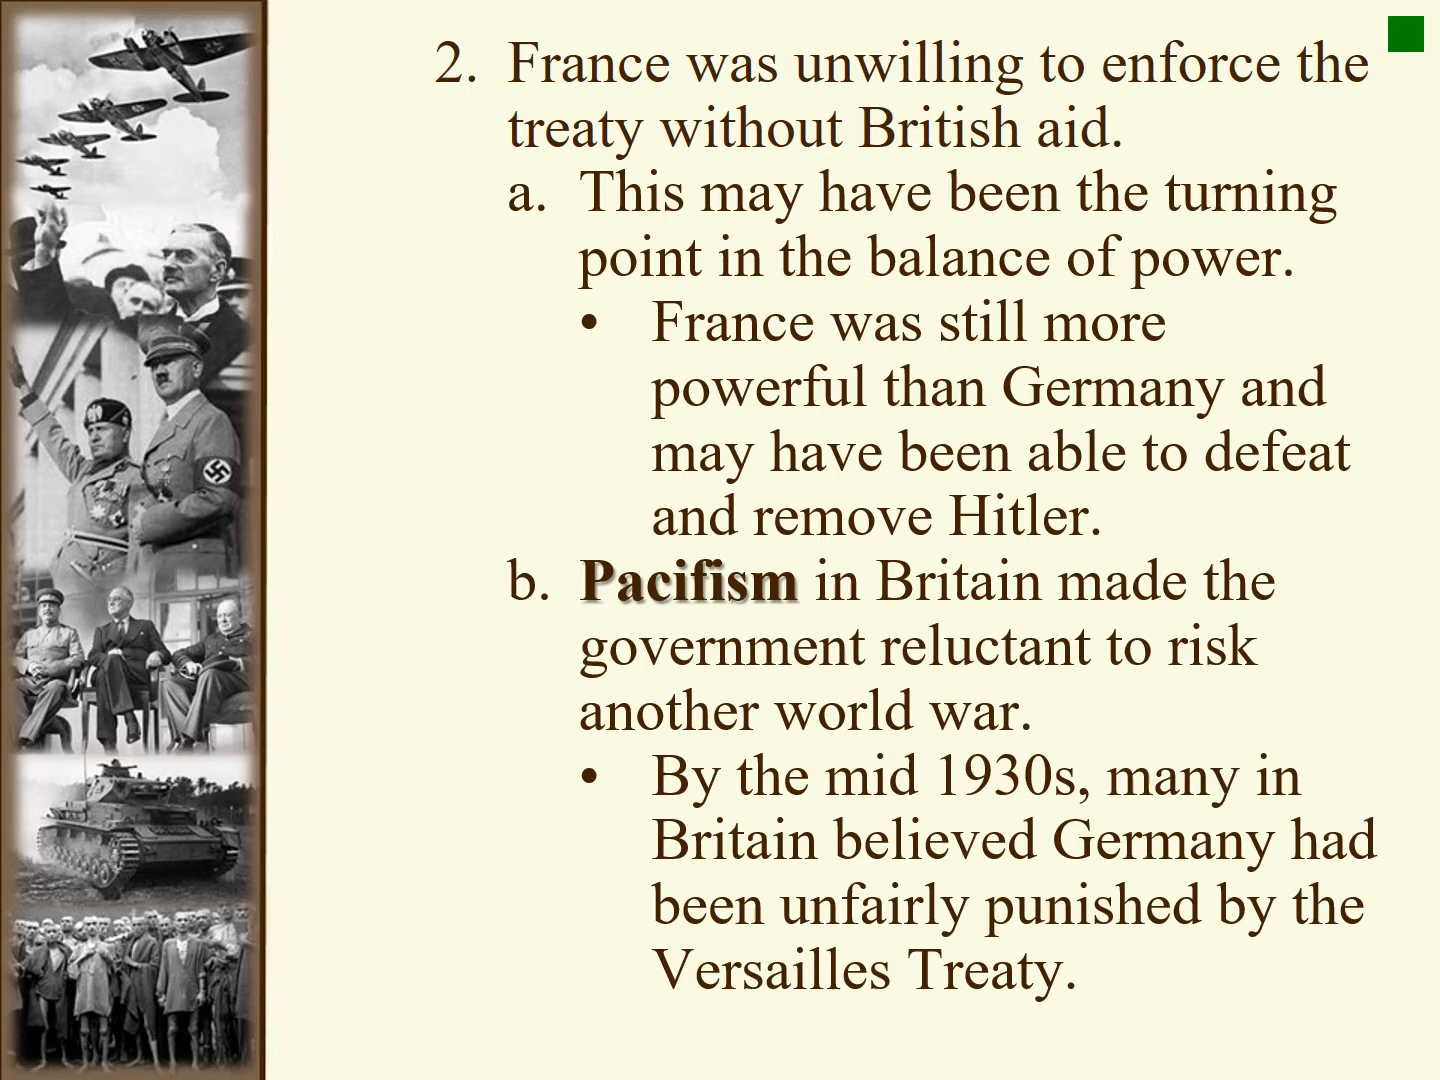 2. France was unwilling to enforce the
treaty without British aid.
a. This may have been the turning
point in the balance of power.
• France was still more
powerful than Germany and
may have been able to defeat
and remove Hitler.
b. Pacifism in Britain made the
government reluctant to risk
another world war.
• By the mid 1930s, many in
Britain believed Germany had
been unfairly punished by the
Versailles Treaty.